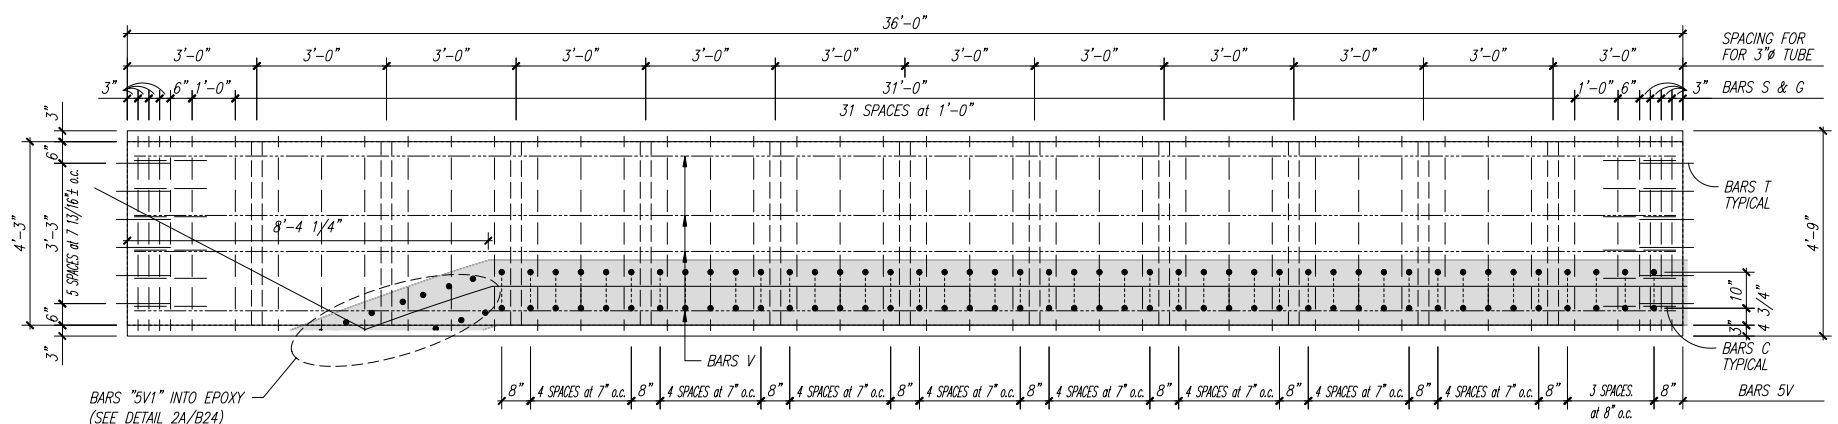 36'-0"
3'-0" 3'-0" 3'-0" 3'-0" 3'-0" 3'-0" 3'-0" 3'-0" 3'-0" 3'-0" 3'-0" 3'-0"
SPACING FOR
FOR 3"ø TUBE
3" 6" 1'-0" 31'-0" 1'-0" 6" 3" BARS S & G
31 SPACES at 1'-0"
3"
6"
4'-3"
3'-3"
5 SPACES at 7 13/16"± o.c.
6"
3"
8'-4 1/4"
BARS T
TYPICAL
4'-9"
10"
4 3/4"
3"
BARS C
TYPICAL
BARS V
BARS "5V1" INTO EPOXY
(SEE DETAIL 2A/B24)
8" 4 SPACES at 7" o.c. 8" 4 SPACES at 7" o.c. 8" 4 SPACES at 7" o.c. 8" 4 SPACES at 7" o.c. 8" 4 SPACES at 7" o.c. 8" 4 SPACES at 7" o.c. 8" 4 SPACES at 7" o.c. 8" 4 SPACES at 7" o.c. 8" 3 SPACES. 8" BARS 5V
at 8" o.c.